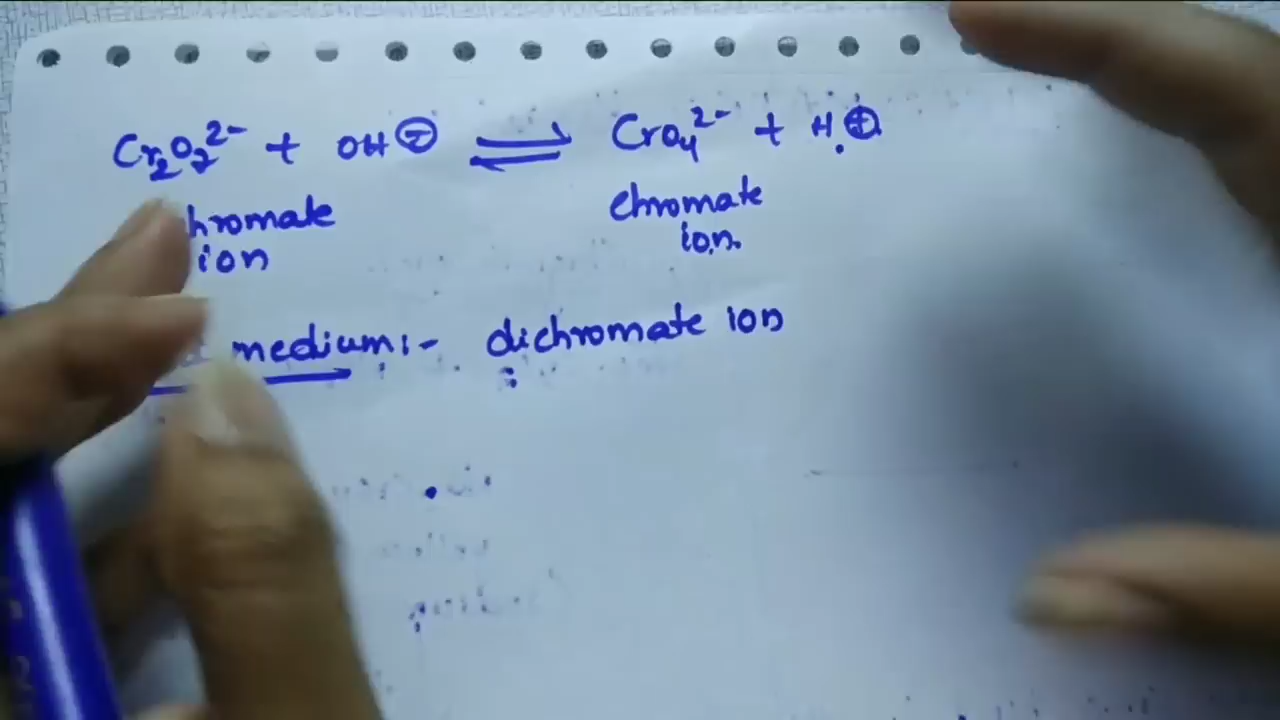 Cr₂O₇²⁻ + OH⊖ ⇌ CrO₄²⁻ + H⊕
hromate
ion
chromate
ion.
medium:- dichromate ion